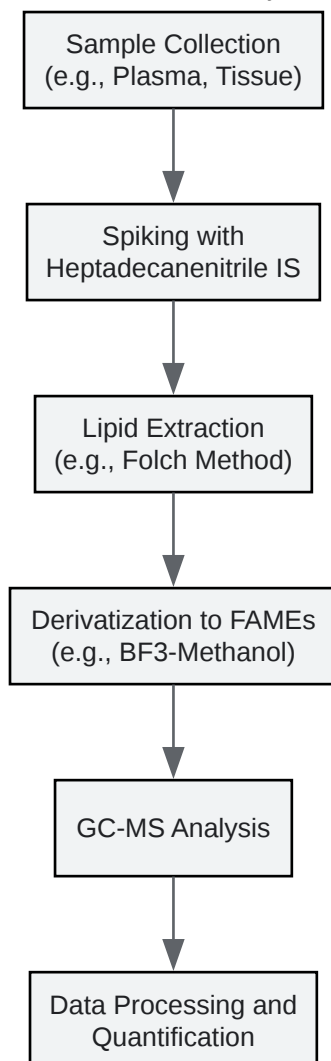 Sample Collection
(e.g., Plasma, Tissue)
Spiking with
Heptadecanenitrile IS
Lipid Extraction
(e.g., Folch Method)
Derivatization to FAMEs
(e.g., BF3-Methanol)
GC-MS Analysis
Data Processing and
Quantification